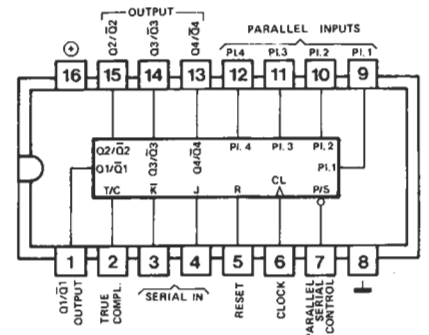 OUTPUT
PARALLEL INPUTS
⊕ Q2/Q̅2 Q3/Q̅3 Q4/Q̅4 PI.4 PI.3 PI.2 PI.1
16 15 14 13 12 11 10 9
Q2/Q̅2 Q3/Q̅3 Q4/Q̅4 PI.4 PI.3 PI.2
Q1/Q̅1 PI.1
T/C K̅I J R CL P/S
1 2 3 4 5 6 7 8
Q1/Q̅1
OUTPUT
TRUE
COMPL.
SERIAL IN
RESET
CLOCK
PARALLEL
SERIAL
CONTROL